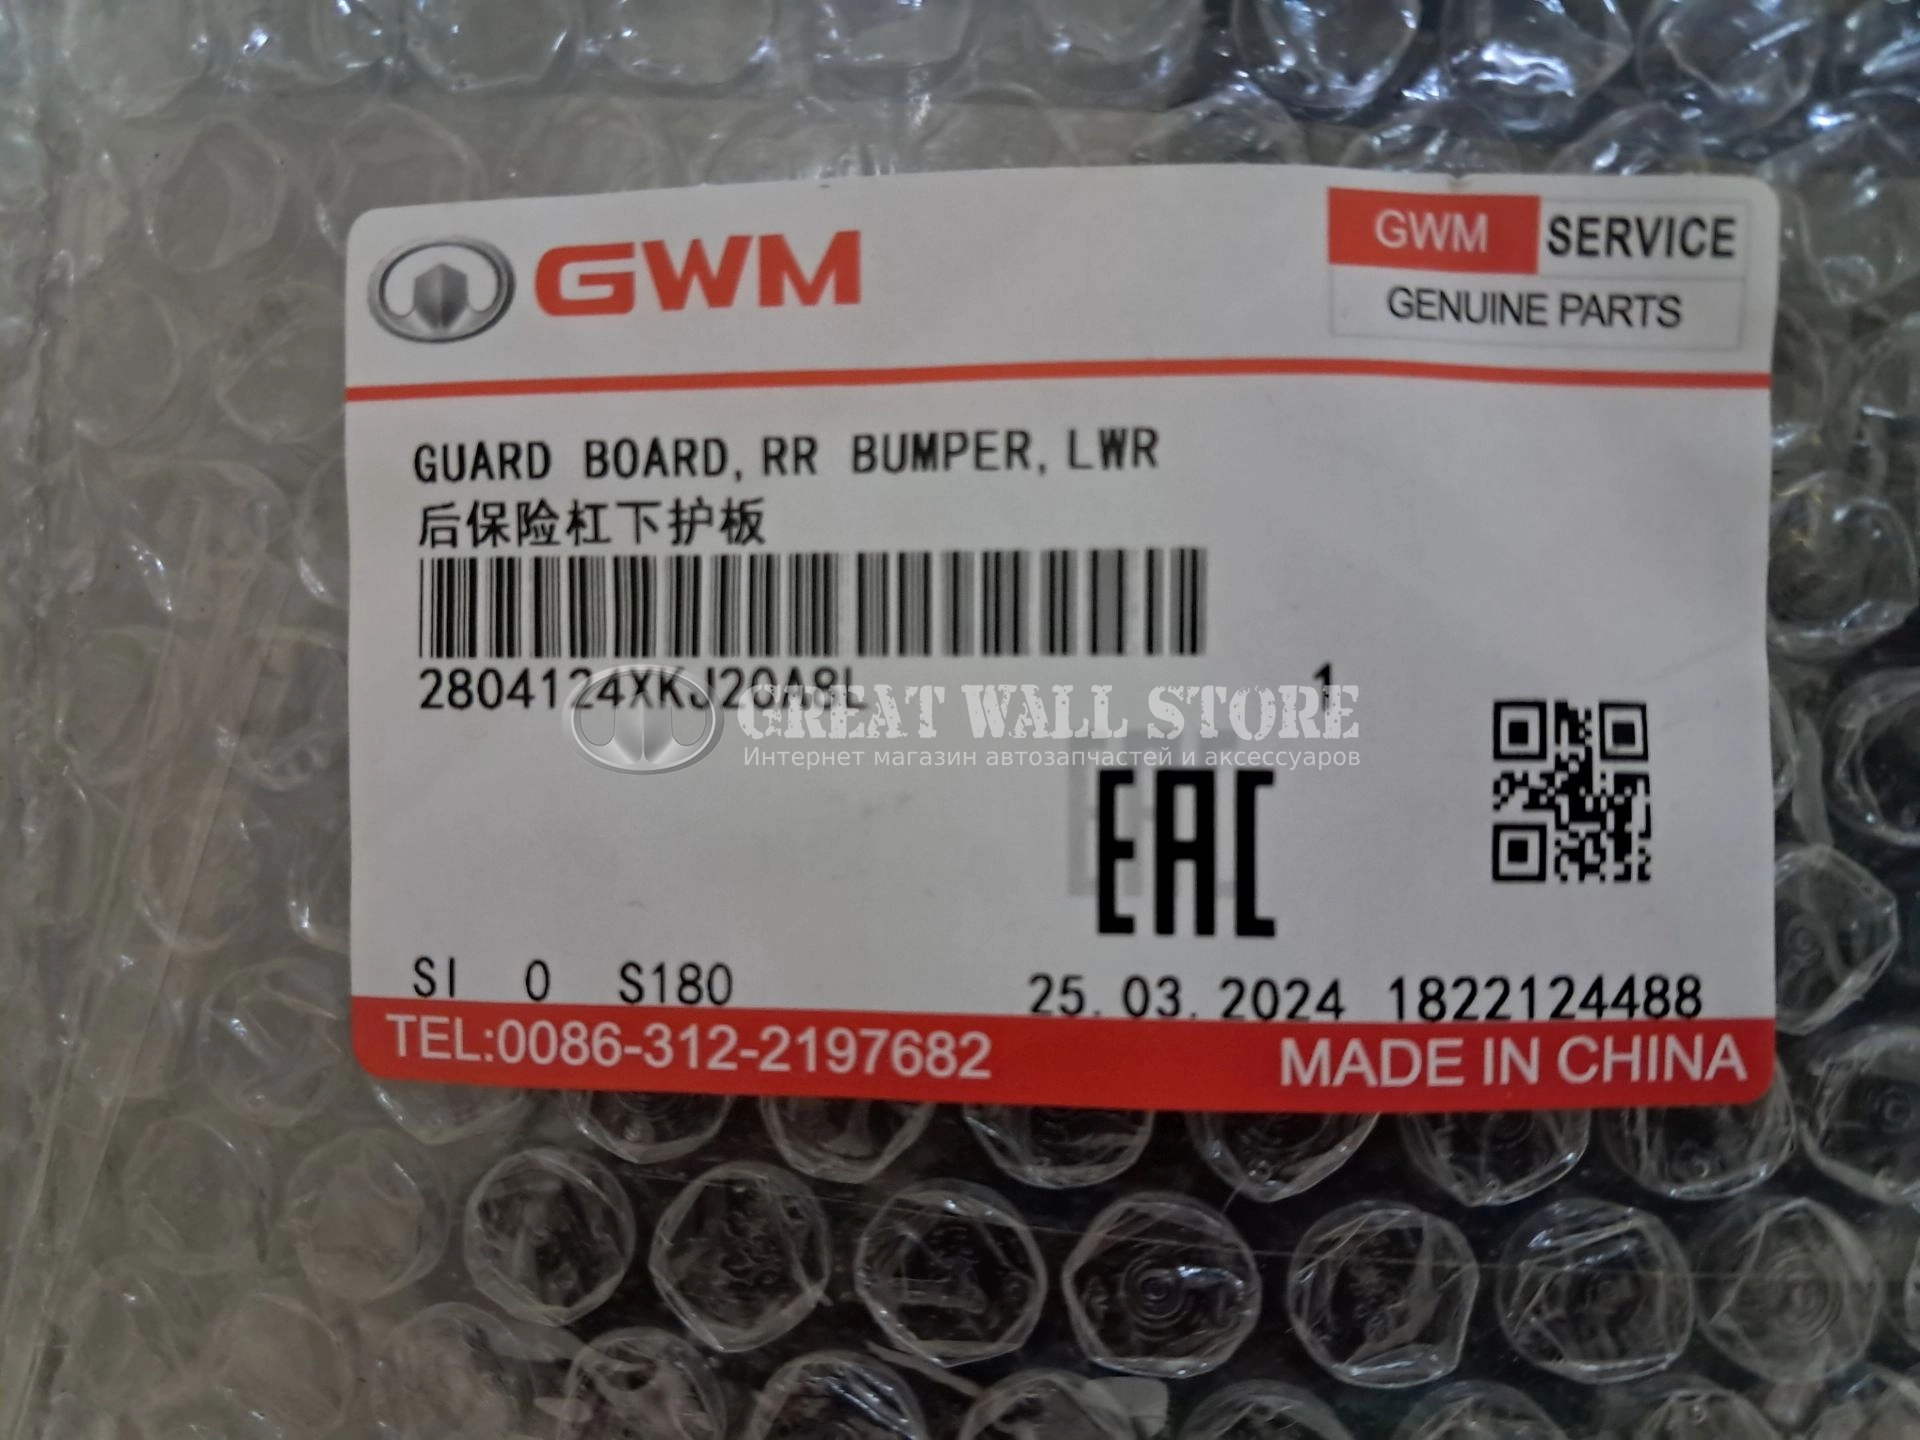 GWM
GWM SERVICE
GENUINE PARTS
GUARD BOARD, RR BUMPER, LWR
后保险杠下护板
2804124XKJ20A8L 1
GREAT WALL STORE
Интернет магазин автозапчастей и аксессуаров
EAC
SI 0 S180 25.03.2024 1822124488
TEL:0086-312-2197682 MADE IN CHINA